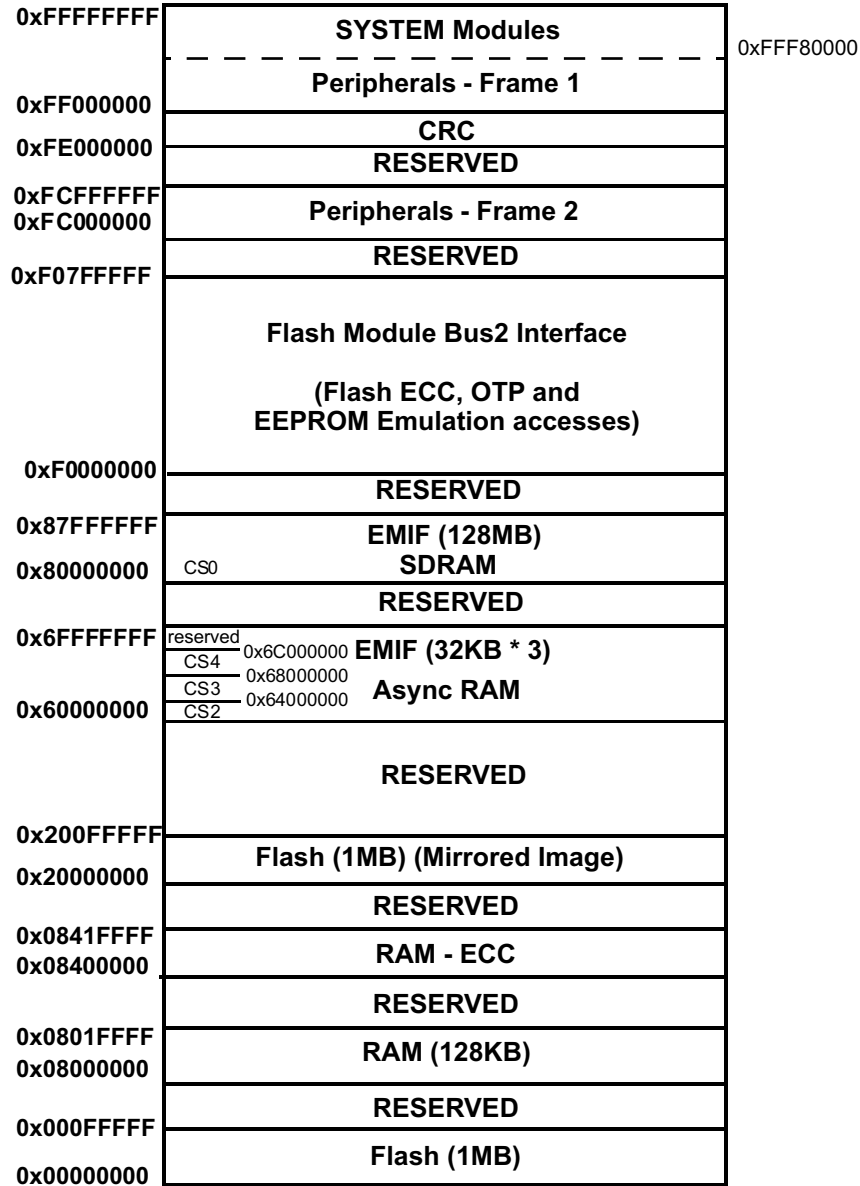 0xFFFFFFFF
SYSTEM Modules
0xFFF80000
Peripherals - Frame 1
0xFF000000
CRC
0xFE000000
RESERVED
0xFCFFFFFF
Peripherals - Frame 2
0xFC000000
RESERVED
0xF07FFFFF
Flash Module Bus2 Interface
(Flash ECC, OTP and
EEPROM Emulation accesses)
0xF0000000
RESERVED
0x87FFFFFF
EMIF (128MB)
0x80000000
CS0
SDRAM
RESERVED
0x6FFFFFFF
reserved
0x6C000000
EMIF (32KB * 3)
CS4
0x68000000
CS3
Async RAM
0x64000000
0x60000000
CS2
RESERVED
0x200FFFFF
Flash (1MB) (Mirrored Image)
0x20000000
RESERVED
0x0841FFFF
RAM - ECC
0x08400000
RESERVED
0x0801FFFF
RAM (128KB)
0x08000000
RESERVED
0x000FFFFF
Flash (1MB)
0x00000000